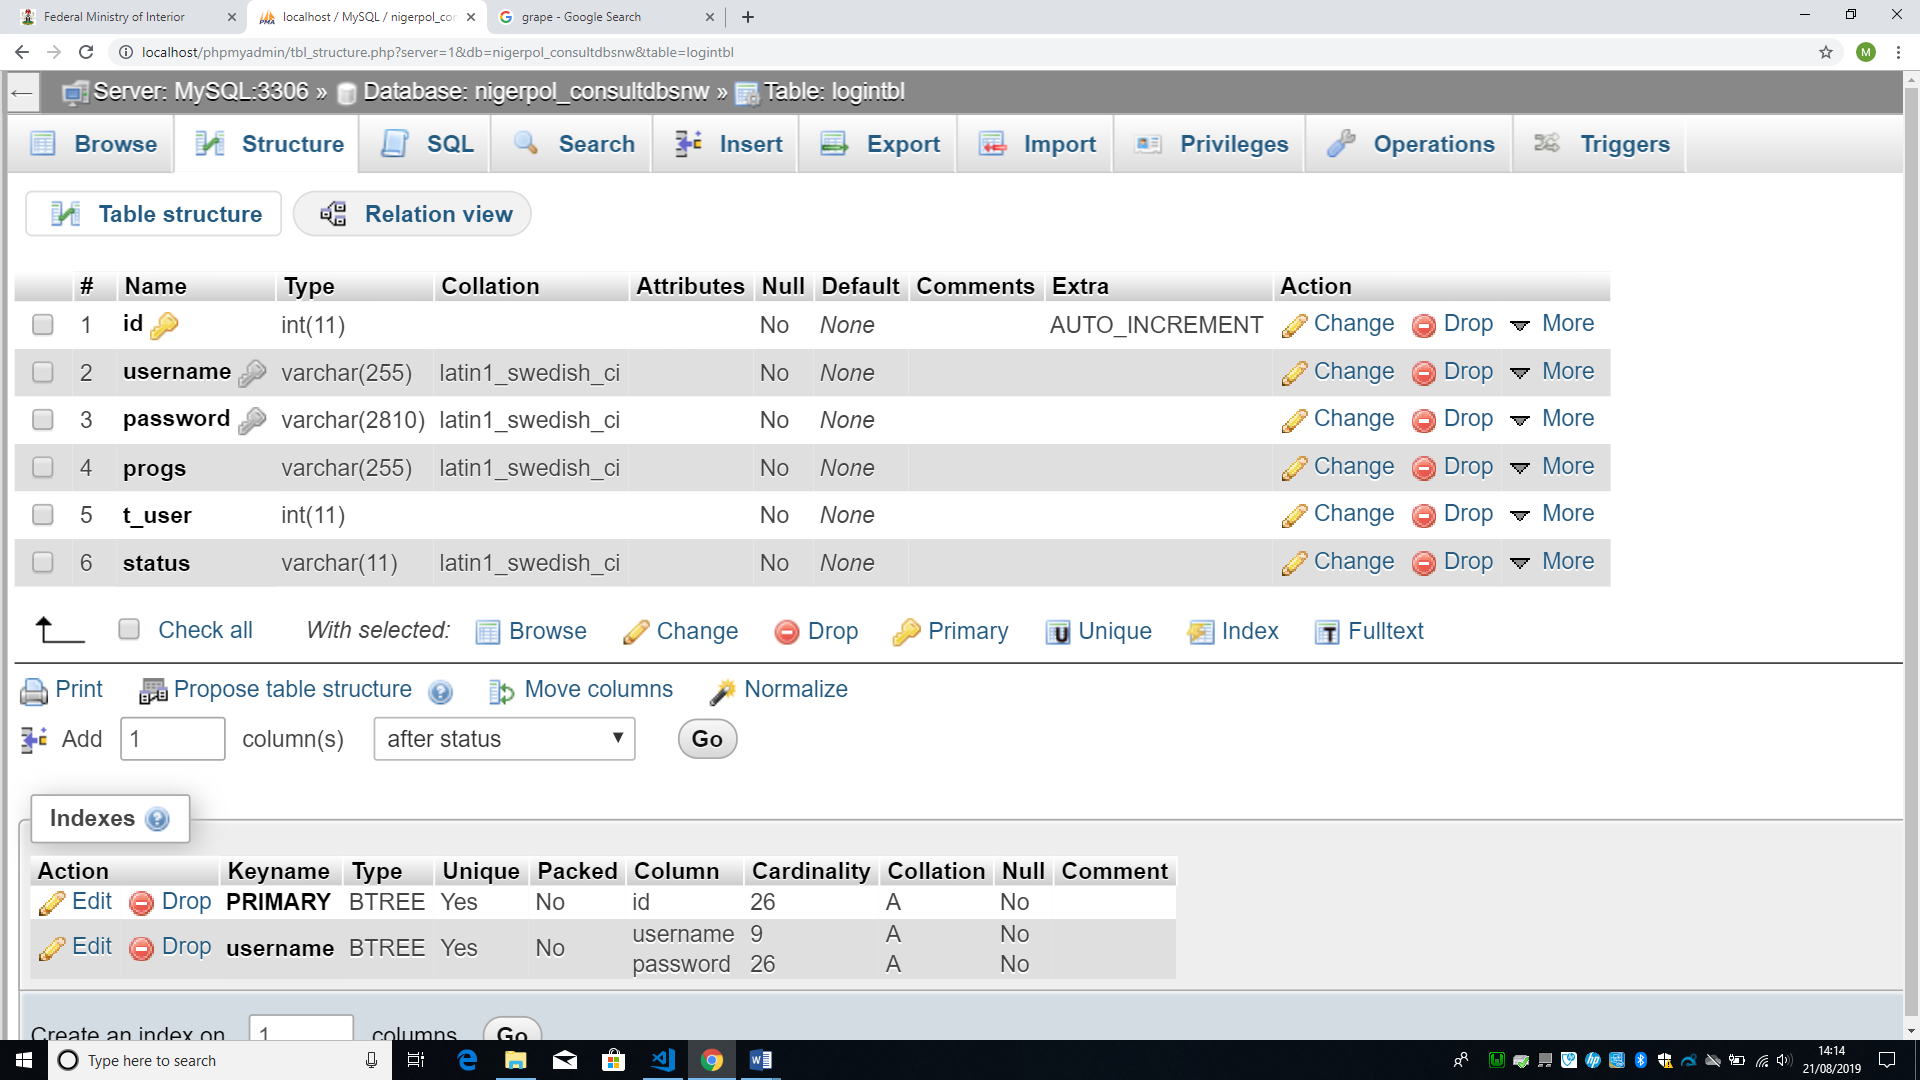 Federal Ministry of Interior
localhost / MySQL / nigerpol_con
grape - Google Search
localhost/phpmyadmin/tbl_structure.php?server=1&db=nigerpol_consultdbsnw&table=logintbl
M
Server: MySQL:3306 » Database: nigerpol_consultdbsnw » Table: logintbl
Browse Structure SQL Search Insert Export Import Privileges Operations Triggers
Table structure Relation view
# Name Type Collation Attributes Null Default Comments Extra Action
1 id int(11) No None AUTO_INCREMENT Change Drop More
2 username varchar(255) latin1_swedish_ci No None Change Drop More
3 password varchar(2810) latin1_swedish_ci No None Change Drop More
4 progs varchar(255) latin1_swedish_ci No None Change Drop More
5 t_user int(11) No None Change Drop More
6 status varchar(11) latin1_swedish_ci No None Change Drop More
Check all With selected: Browse Change Drop Primary Unique Index Fulltext
Print Propose table structure Move columns Normalize
Add 1 column(s) after status Go
Indexes
Action Keyname Type Unique Packed Column Cardinality Collation Null Comment
Edit Drop PRIMARY BTREE Yes No id 26 A No
Edit Drop username BTREE Yes No username 9 A No
password 26 A No
Create an index on 1 columns Go
Type here to search
14:14
21/08/2019